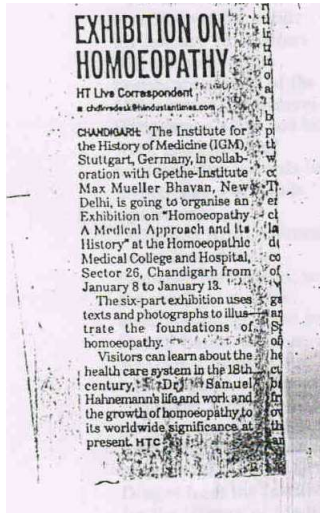 EXHIBITION ON
HOMOEOPATHY
HT Live Correspondent
chdlivedesk@hindustantimes.com
CHANDIGARH: The Institute for
the History of Medicine (IGM),
Stuttgart, Germany, in collab-
oration with Gpethe-Institute
Max Mueller Bhavan, New
Delhi, is going to organise an
Exhibition on "Homoeopathy
A Medical Approach and its
History" at the Homoeopathic
Medical College and Hospital,
Sector 26, Chandigarh from
January 8 to January 13.
The six-part exhibition uses
texts and photographs to illus-
trate the foundations of
homoeopathy.
Visitors can learn about the
health care system in the 18th
century, Dr Samuel
Hahnemann's life and work and
the growth of homoeopathy to
its worldwide significance at
present. HTC